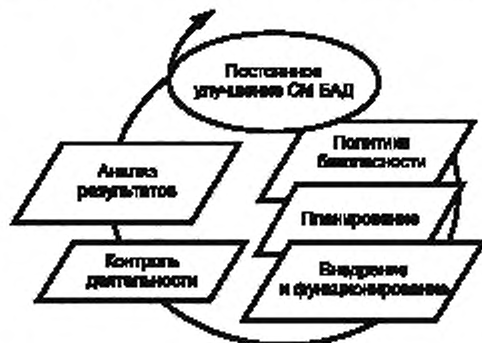 Постоянное
улучшение СМ БАД
Политика
безопасности
Анализ
результатов
Планирование
Контроль
деятельности
Внедрение
и функционирование